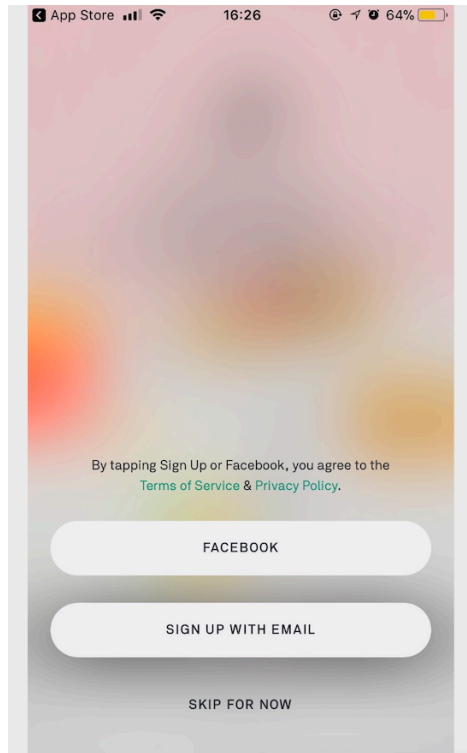 App Store 16:26 64%
By tapping Sign Up or Facebook, you agree to the
Terms of Service & Privacy Policy.
FACEBOOK
SIGN UP WITH EMAIL
SKIP FOR NOW